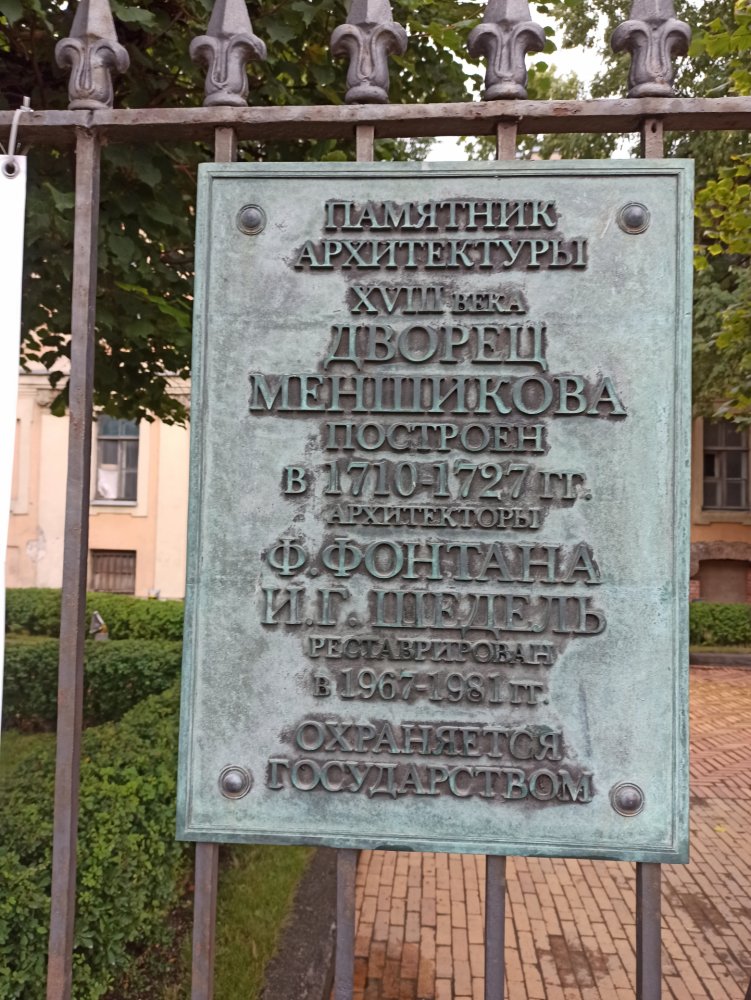 ПАМЯТНИК
АРХИТЕКТУРЫ
XVIII ВЕКА
ДВОРЕЦ
МЕНШИКОВА
ПОСТРОЕН
В 1710-1727 ГГ.
АРХИТЕКТОРЫ
Ф.ФОНТАНА
И.Г. ШЕДЕЛЬ
РЕСТАВРИРОВАН
В 1967-1981 ГГ.
ОХРАНЯЕТСЯ
ГОСУДАРСТВОМ